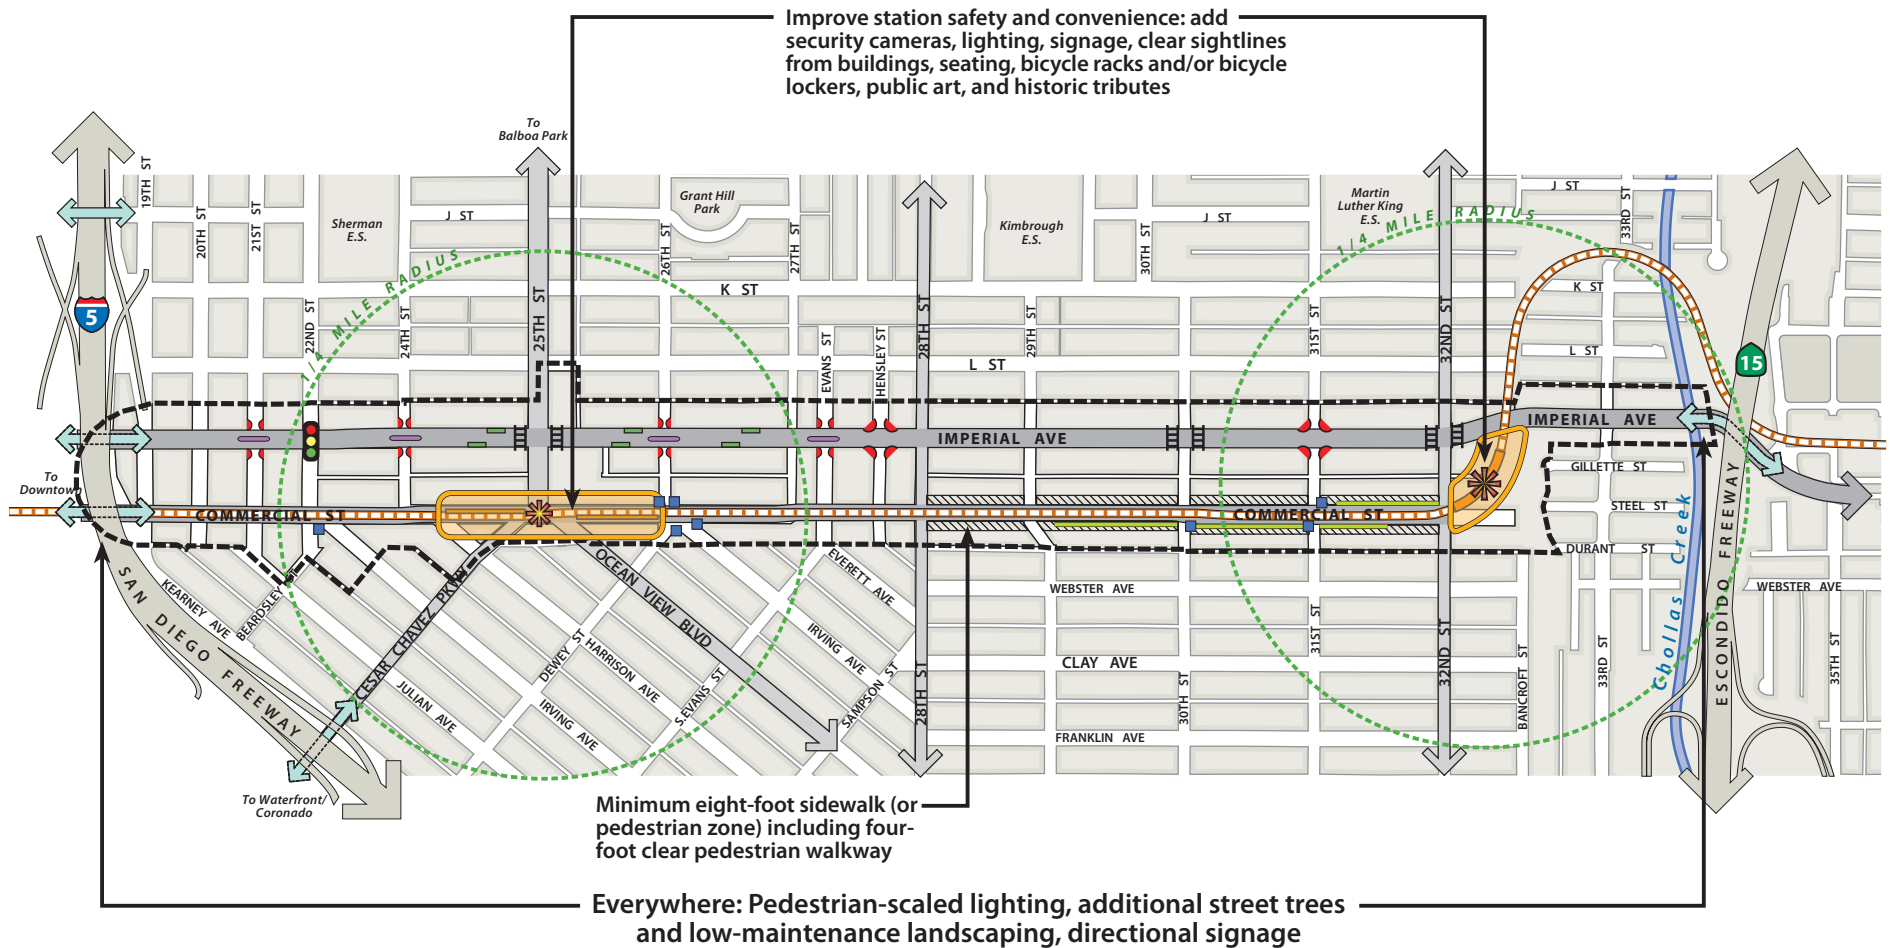 Improve station safety and convenience: add
security cameras, lighting, signage, clear sightlines
from buildings, seating, bicycle racks and/or bicycle
lockers, public art, and historic tributes
To
Balboa Park
19TH ST
20TH ST
21ST ST
Sherman
E.S.
J ST
Grant Hill
Park
26TH ST
27TH ST
Kimbrough
E.S.
30TH ST
J ST
Martin
Luther King
E.S.
J ST
33RD ST
1/4 MILE RADIUS
1/4 MILE RADIUS
K ST
K ST
5
22ND ST
24TH ST
25TH ST
EVANS ST
HENSLEY ST
28TH ST
29TH ST
31ST ST
32ND ST
L ST
L ST
15
IMPERIAL AVE
IMPERIAL AVE
To
Downtown
COMMERCIAL ST
COMMERCIAL ST
GILLETTE ST
STEEL ST
DURANT ST
SAN DIEGO FREEWAY
KEARNEY AVE
BEARDSLEY
CESAR CHAVEZ PKWY
JULIAN AVE
OCEAN VIEW BLVD
DEWEY ST
HARRISON AVE
IRVING AVE
S.EVANS ST
EVERETT AVE
IRVING AVE
SAMPSON ST
28TH ST
WEBSTER AVE
CLAY AVE
30TH ST
FRANKLIN AVE
31ST ST
32ND ST
BANCROFT ST
33RD ST
Chollas Creek
ESCONDIDO FREEWAY
WEBSTER AVE
35TH ST
To Waterfront/
Coronado
Minimum eight-foot sidewalk (or
pedestrian zone) including four-
foot clear pedestrian walkway
Everywhere: Pedestrian-scaled lighting, additional street trees
and low-maintenance landscaping, directional signage